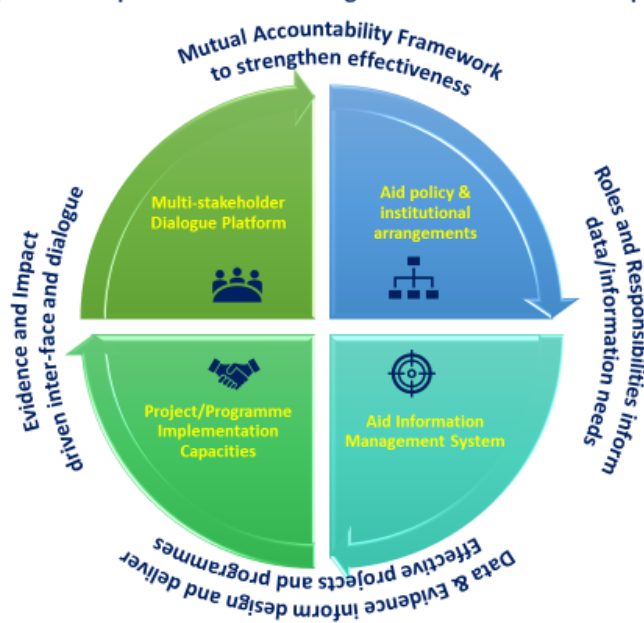 Mutual Accountability Framework
to strengthen effectiveness
Multi-stakeholder
Dialogue Platform
Aid policy &
institutional
arrangements
Roles and Responsibilities inform
data/information needs
Evidence and Impact
driven inter-face and dialogue
Project/Programme
Implementation
Capacities
Aid Information
Management System
Data & Evidence inform design and deliver
Effective projects and programmes